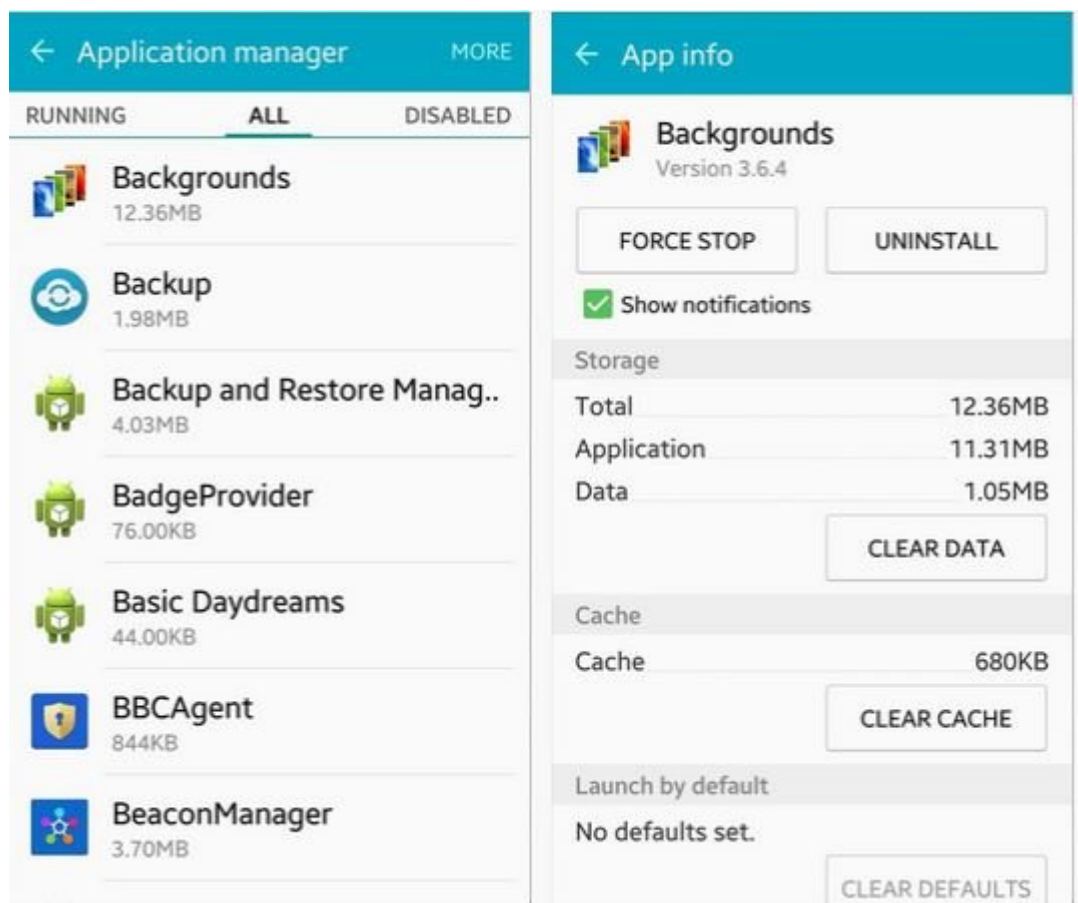 Application manager
MORE
RUNNING
ALL
DISABLED
Backgrounds
12.36MB
Backup
1.98MB
Backup and Restore Manag..
4.03MB
BadgeProvider
76.00KB
Basic Daydreams
44.00KB
BBCAgent
844KB
BeaconManager
3.70MB
App info
Backgrounds
Version 3.6.4
FORCE STOP
UNINSTALL
Show notifications
Storage
Total 12.36MB
Application 11.31MB
Data 1.05MB
CLEAR DATA
Cache
Cache 680KB
CLEAR CACHE
Launch by default
No defaults set.
CLEAR DEFAULTS